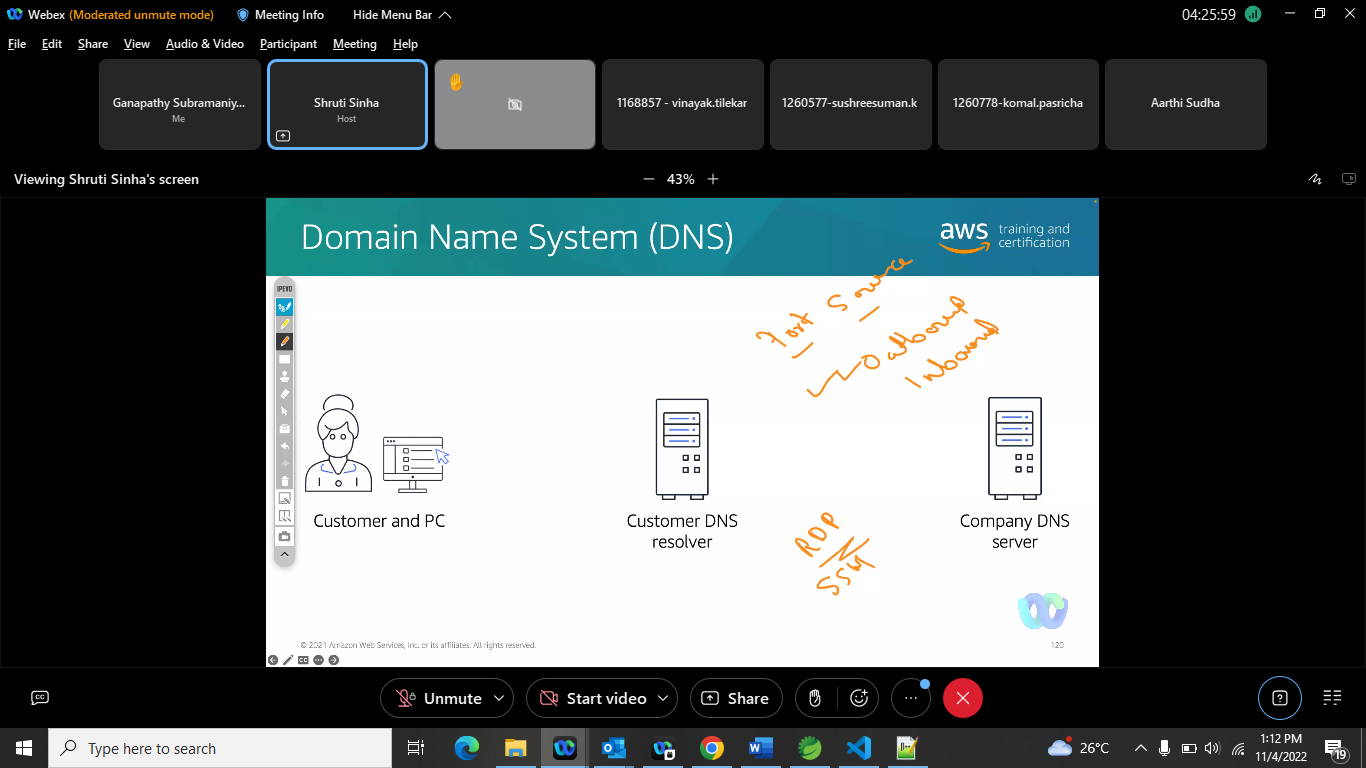 Webex (Moderated unmute mode) Meeting Info Hide Menu Bar 04:25:59
File Edit Share View Audio & Video Participant Meeting Help
Ganapathy Subramaniy...
Me
Shruti Sinha
Host
1168857 - vinayak.tilekar
1260577-sushreesuman.k
1260778-komal.pasricha
Aarthi Sudha
Viewing Shruti Sinha's screen
43%
Domain Name System (DNS)
aws training and
certification
IPEVO
Port Source
Outbound
Inbound
Customer and PC
Customer DNS
resolver
Company DNS
server
RDP
SSH
© 2021 Amazon Web Services, Inc. or its affiliates. All rights reserved.
120
CC
CC
Unmute
Start video
Share
Type here to search
26°C
1:12 PM
11/4/2022
19